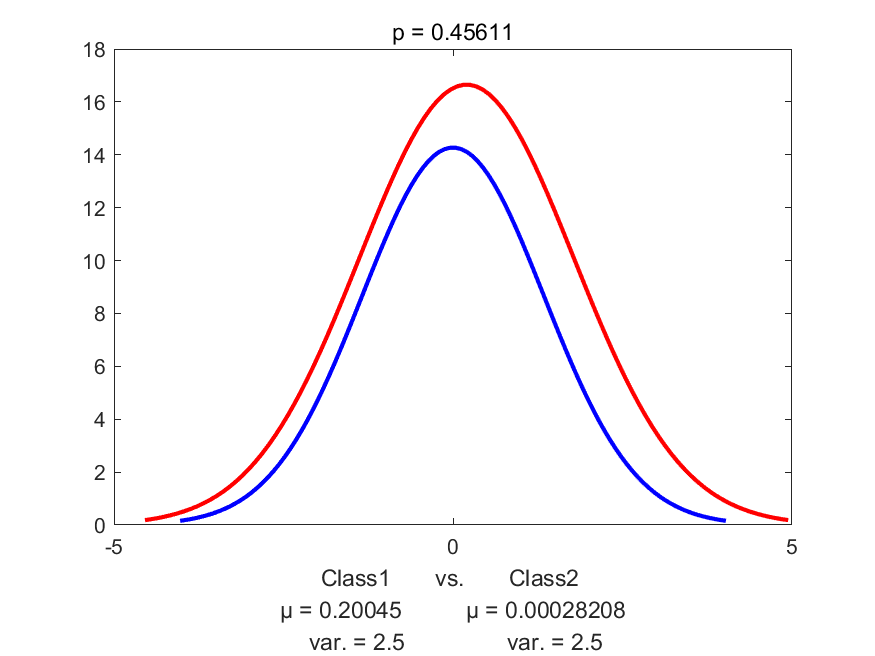 p = 0.45611
18
16
14
12
10
8
6
4
2
0
-5 0 5
Class1 vs. Class2
μ = 0.20045 μ = 0.00028208
var. = 2.5 var. = 2.5